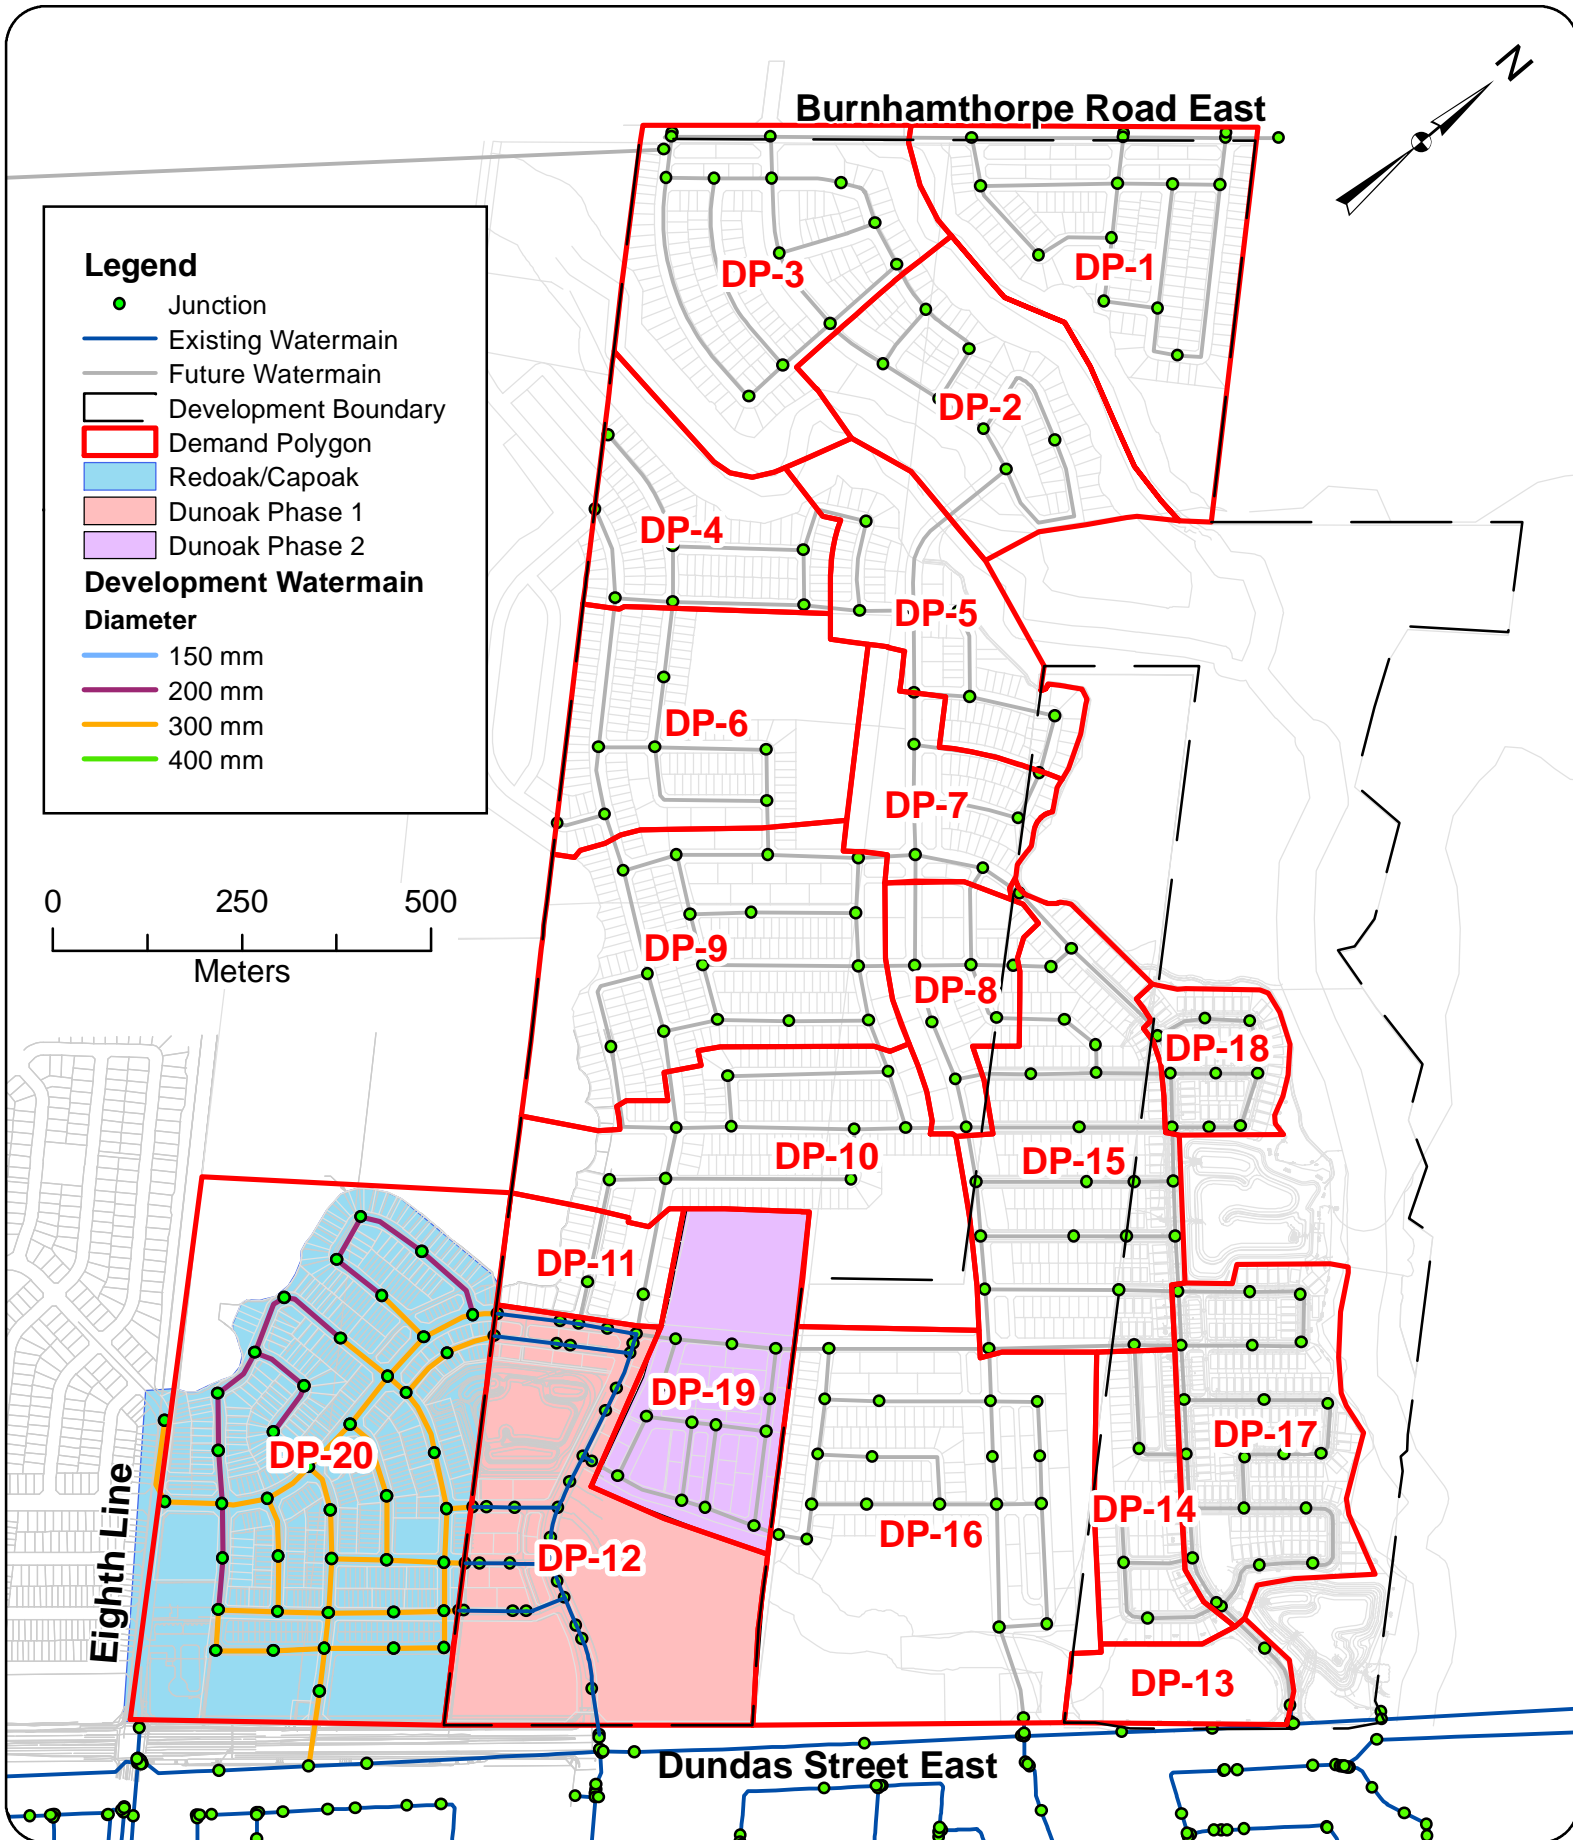 N
Burnhamthorpe Road East
Legend
Junction
Existing Watermain
Future Watermain
Development Boundary
Demand Polygon
Redoak/Capoak
Dunoak Phase 1
Dunoak Phase 2
Development Watermain
Diameter
150 mm
200 mm
300 mm
400 mm
0 250 500
Meters
DP-3
DP-1
DP-2
DP-4
DP-5
DP-6
DP-7
DP-9
DP-8
DP-18
DP-10
DP-15
DP-11
DP-19
DP-17
DP-20
DP-14
DP-16
DP-12
DP-13
Eighth Line
Dundas Street East